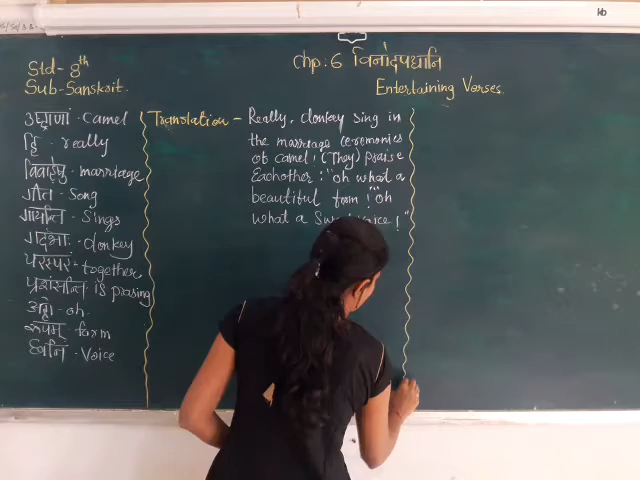 Std- 8th
Sub-Sanskrit.
Chp. 6 विनोदपद्यानि
Entertaining Verses.
उष्ट्राणां - Camel
हि - really
विवाहेषु - marriage
गीत - Song
गायन्ति - Sings
गर्दभाः - donkey
परस्परं - together
प्रशंसन्ति is prasing
अहो - oh.
रूपम् form
ध्वनि - Voice
Translation - Really, donkey sing in
the marriage ceremonies
of camel! (They) praise
Eachother : "oh what a
beautiful form !" "oh
what a voice !"